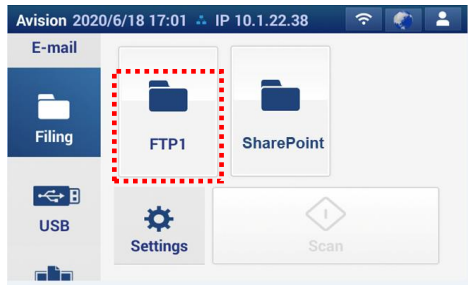 Avision 2020/6/18 17:01 IP 10.1.22.38
E-mail
Filing
FTP1
SharePoint
USB
Settings
Scan